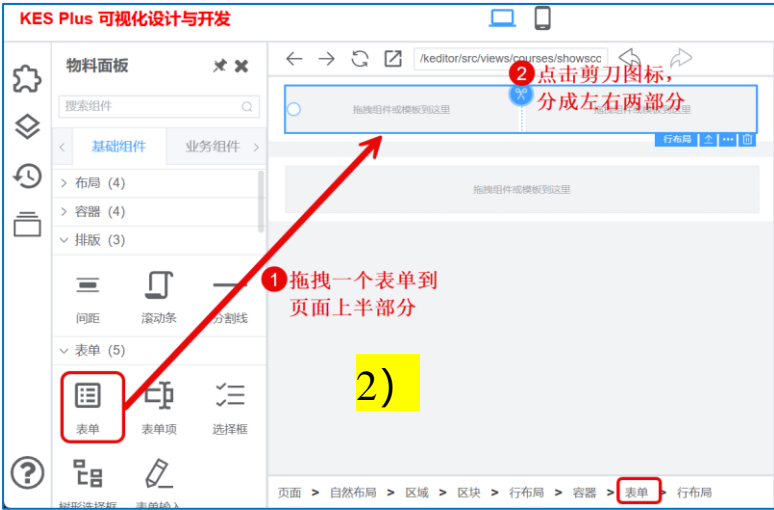 KES Plus 可视化设计与开发
物料面板
/keditor/src/views/courses/showsco
搜索组件
拖拽组件或模板到这里
2 点击剪刀图标，
分成左右两部分
基础组件
业务组件
行布局
布局 (4)
容器 (4)
排版 (3)
拖拽组件或模板到这里
间距
滚动条
分割线
1 拖拽一个表单到
页面上半部分
表单 (5)
2）
表单
表单项
选择框
树形选择框
表单输入
页面 > 自然布局 > 区域 > 区块 > 行布局 > 容器 > 表单 > 行布局